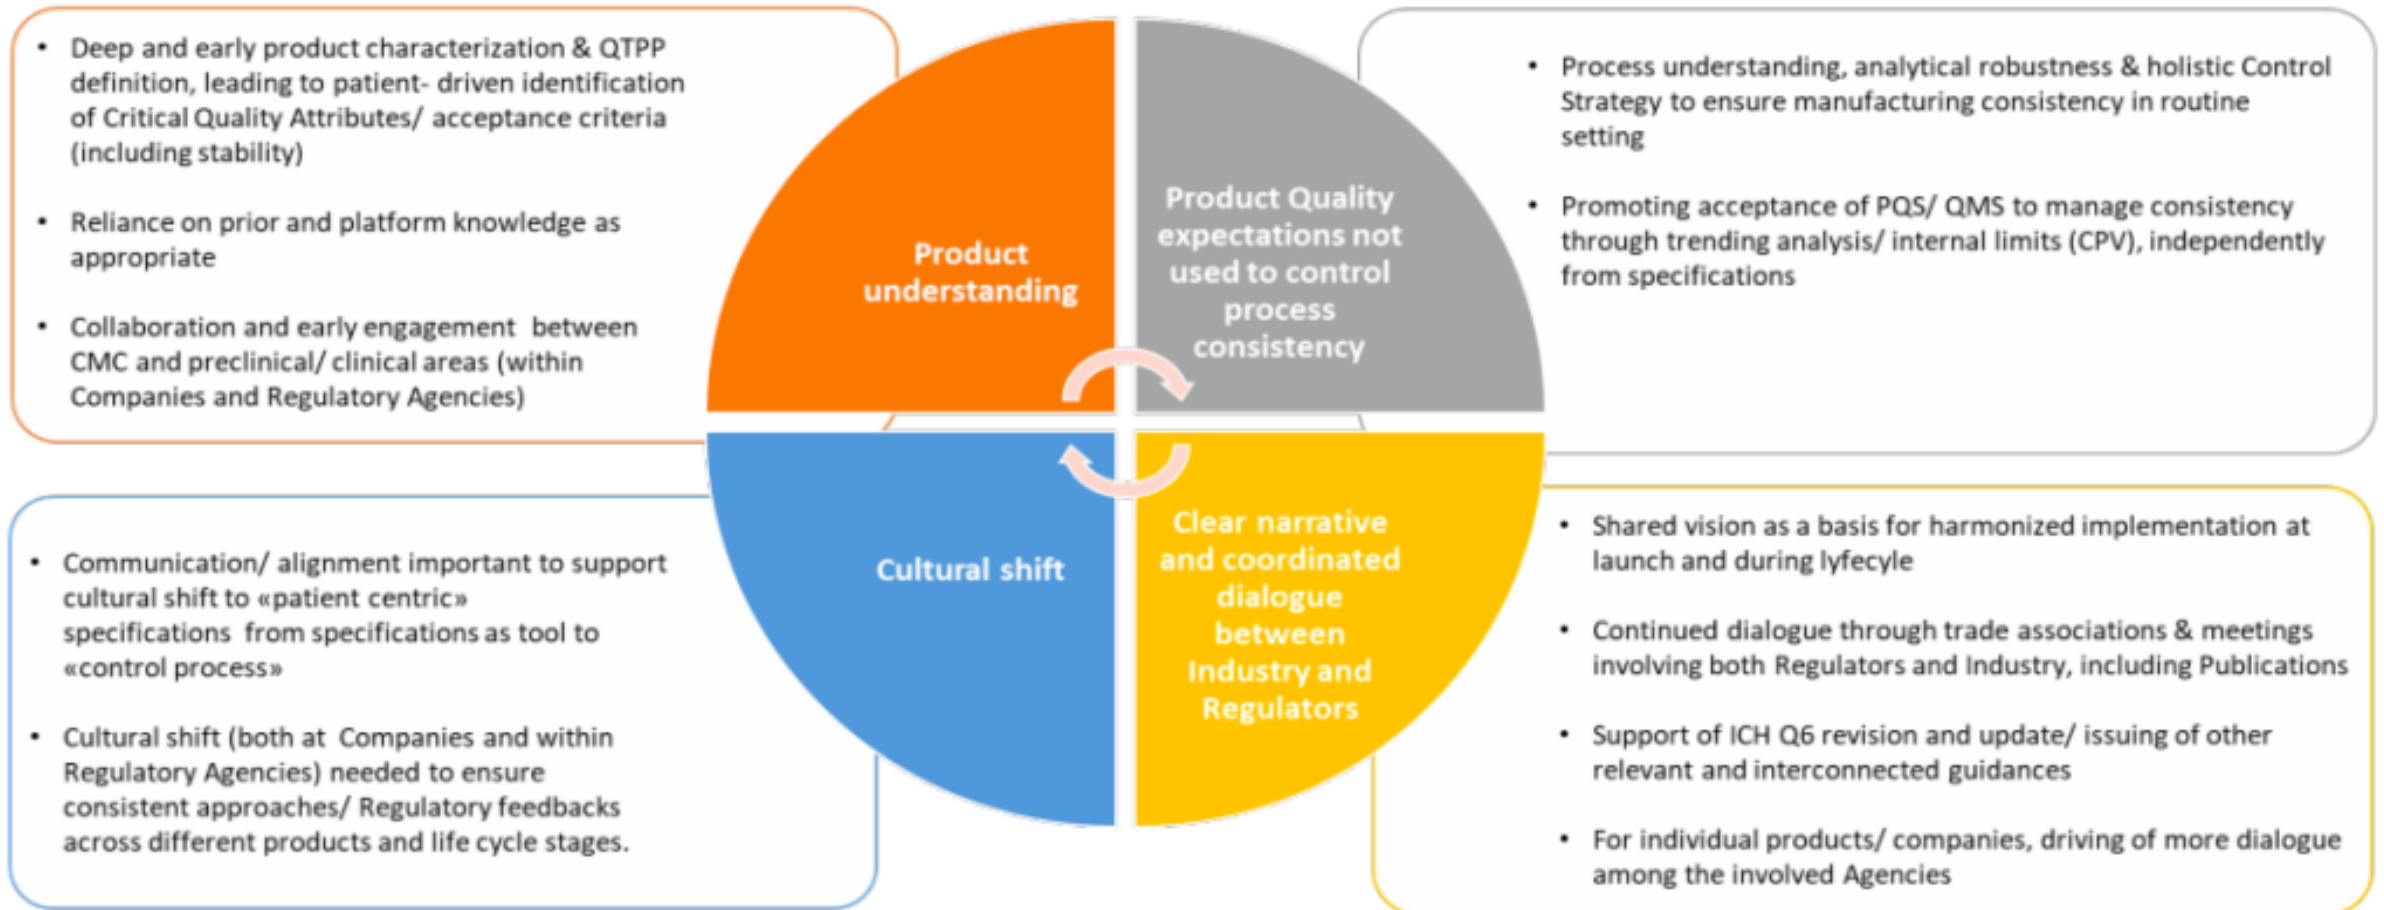 • Deep and early product characterization & QTPP
definition, leading to patient- driven identification
of Critical Quality Attributes/ acceptance criteria
(including stability)
• Reliance on prior and platform knowledge as
appropriate
• Collaboration and early engagement between
CMC and preclinical/ clinical areas (within
Companies and Regulatory Agencies)
Product
understanding
Product Quality
expectations not
used to control
process
consistency
• Process understanding, analytical robustness & holistic Control
Strategy to ensure manufacturing consistency in routine
setting
• Promoting acceptance of PQS/ QMS to manage consistency
through trending analysis/ internal limits (CPV), independently
from specifications
• Communication/ alignment important to support
cultural shift to «patient centric»
specifications from specifications as tool to
«control process»
• Cultural shift (both at Companies and within
Regulatory Agencies) needed to ensure
consistent approaches/ Regulatory feedbacks
across different products and life cycle stages.
Cultural shift
Clear narrative
and coordinated
dialogue
between
Industry and
Regulators
• Shared vision as a basis for harmonized implementation at
launch and during lyfecyle
• Continued dialogue through trade associations & meetings
involving both Regulators and Industry, including Publications
• Support of ICH Q6 revision and update/ issuing of other
relevant and interconnected guidances
• For individual products/ companies, driving of more dialogue
among the involved Agencies